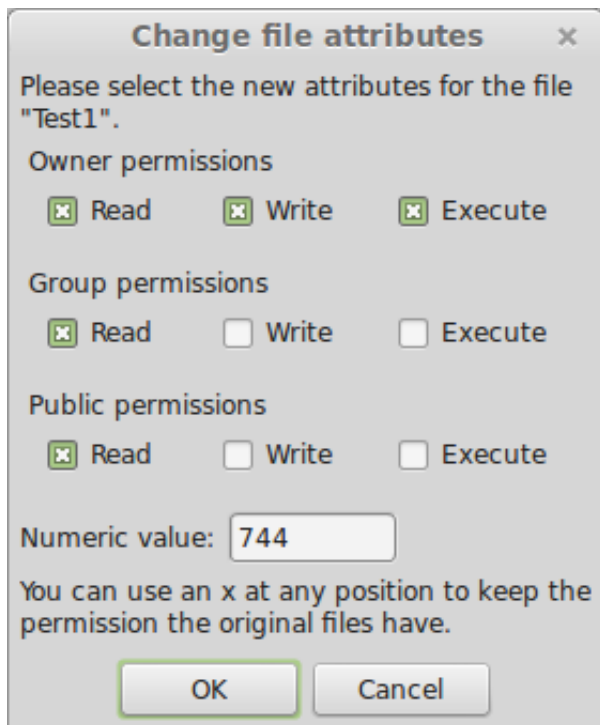 Change file attributes
Please select the new attributes for the file
"Test1".
Owner permissions
Read Write Execute
Group permissions
Read Write Execute
Public permissions
Read Write Execute
Numeric value: 744
You can use an x at any position to keep the
permission the original files have.
OK Cancel